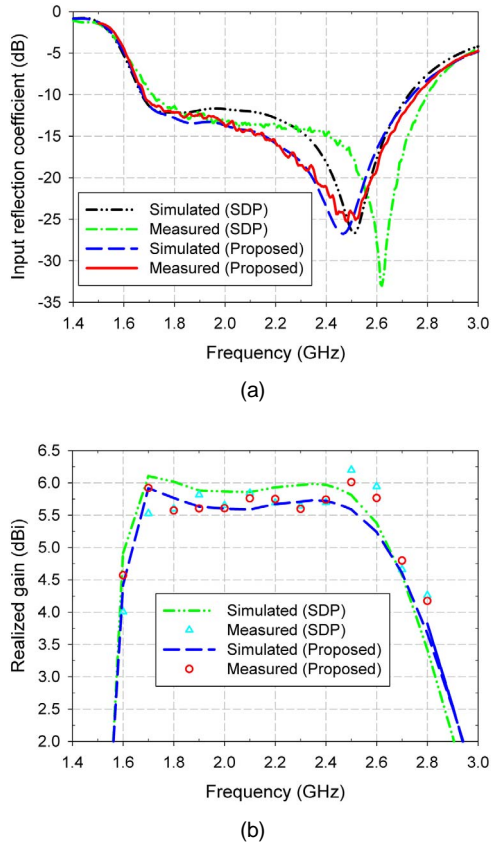 (a)
0
-5
-10
-15
-20
-25
-30
-35
Input reflection coefficient (dB)
Simulated (SDP)
Measured (SDP)
Simulated (Proposed)
Measured (Proposed)
1.4 1.6 1.8 2.0 2.2 2.4 2.6 2.8 3.0
Frequency (GHz)
(a)
6.5
6.0
5.5
5.0
4.5
4.0
3.5
3.0
2.5
2.0
Realized gain (dBi)
Simulated (SDP)
Measured (SDP)
Simulated (Proposed)
Measured (Proposed)
1.4 1.6 1.8 2.0 2.2 2.4 2.6 2.8 3.0
Frequency (GHz)
(b)